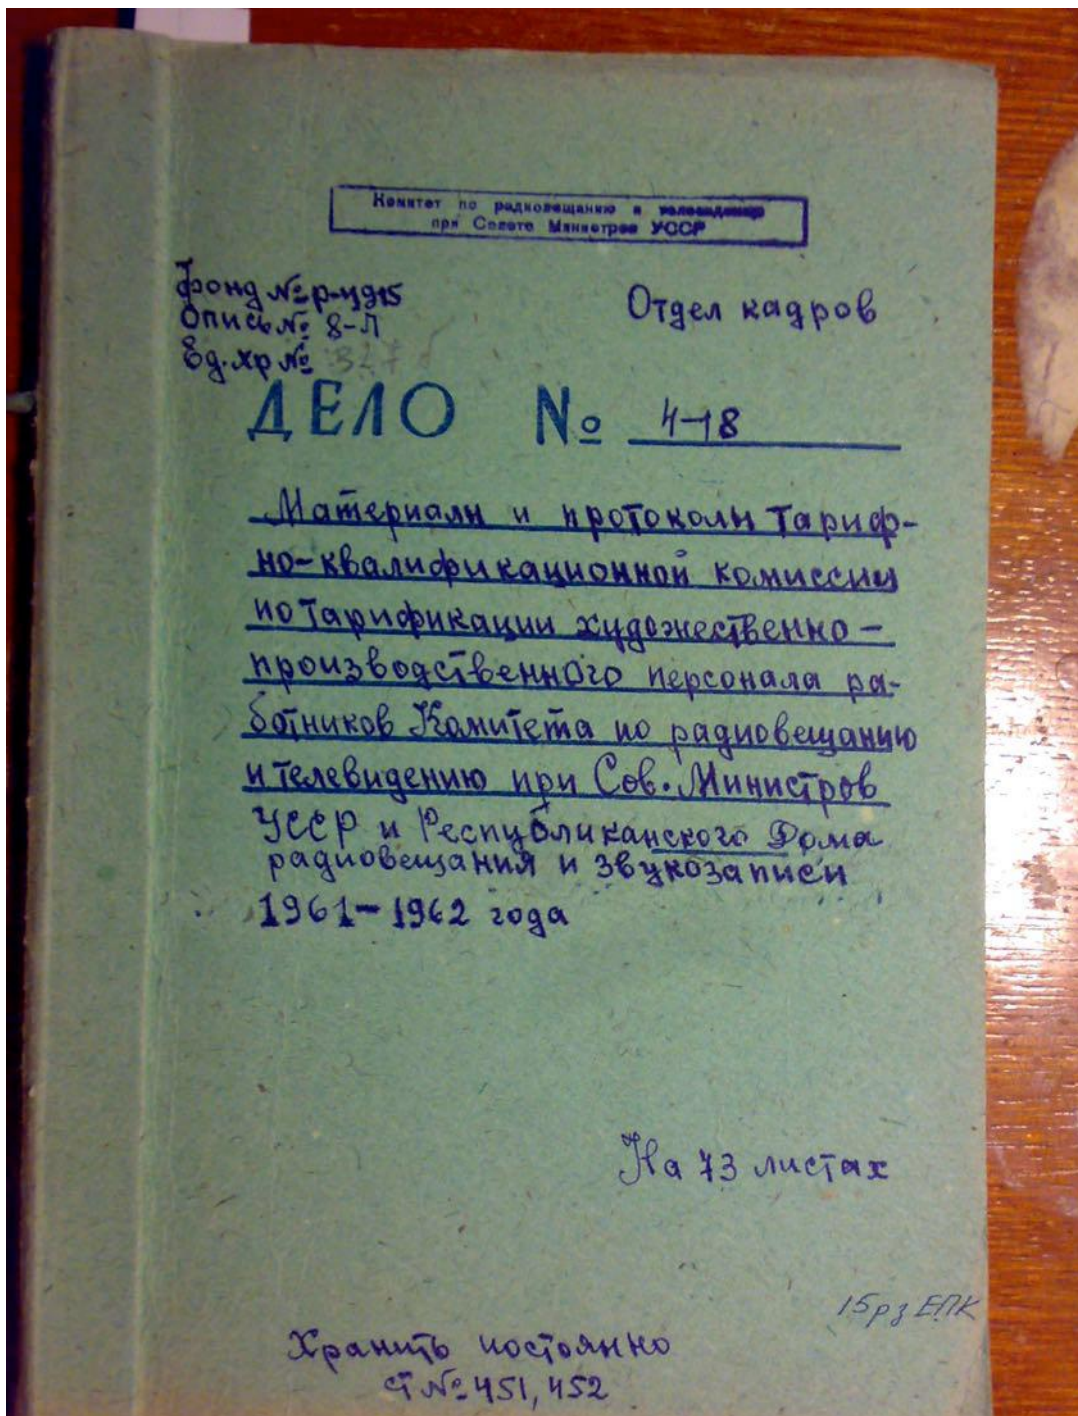 Комитет по радиовещанию и телевидению
при Совете Министров УССР
Фонд № р-4915
Опись № 8-Л
Ед.хр №
Отдел кадров
ДЕЛО № 4-18
Материалы и протоколы тариф-
но-квалификационной комиссии
по тарификации художественно-
производственного персонала ра-
ботников Комитета по радиовещанию
и телевидению при Сов. Министров
УССР и Республиканского Дома
радиовещания и звукозаписи
1961-1962 года
На 73 листах
15рз ЕПК
Хранить постоянно
ст № 451, 452